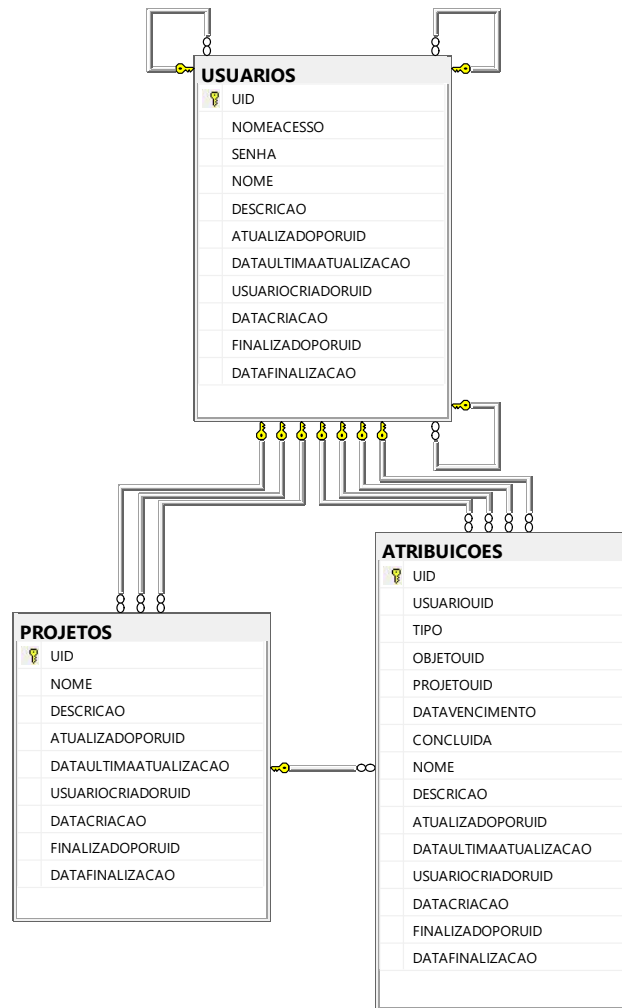 USUARIOS
UID
NOMEACESSO
SENHA
NOME
DESCRICAO
ATUALIZADOPORUID
DATAULTIMAATUALIZACAO
USUARIOCRIADORUID
DATACRIACAO
FINALIZADOPORUID
DATAFINALIZACAO
PROJETOS
UID
NOME
DESCRICAO
ATUALIZADOPORUID
DATAULTIMAATUALIZACAO
USUARIOCRIADORUID
DATACRIACAO
FINALIZADOPORUID
DATAFINALIZACAO
ATRIBUICOES
UID
USUARIOUID
TIPO
OBJETOUID
PROJETOUID
DATAVENCIMENTO
CONCLUIDA
NOME
DESCRICAO
ATUALIZADOPORUID
DATAULTIMAATUALIZACAO
USUARIOCRIADORUID
DATACRIACAO
FINALIZADOPORUID
DATAFINALIZACAO